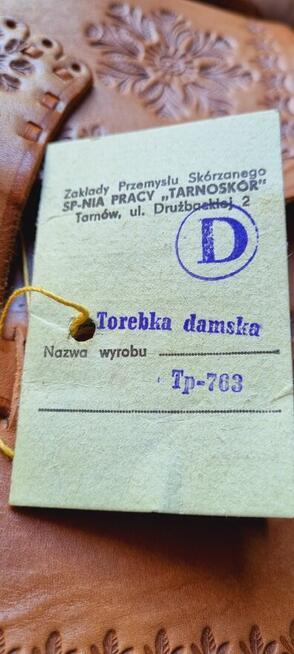 Zakłady Przemysłu Skórzanego
SP-NIA PRACY „TARNOSKÓR"
Tarnów, ul. Drużbackiej 2
D
Torebka damska
Nazwa wyrobu
Tp-763